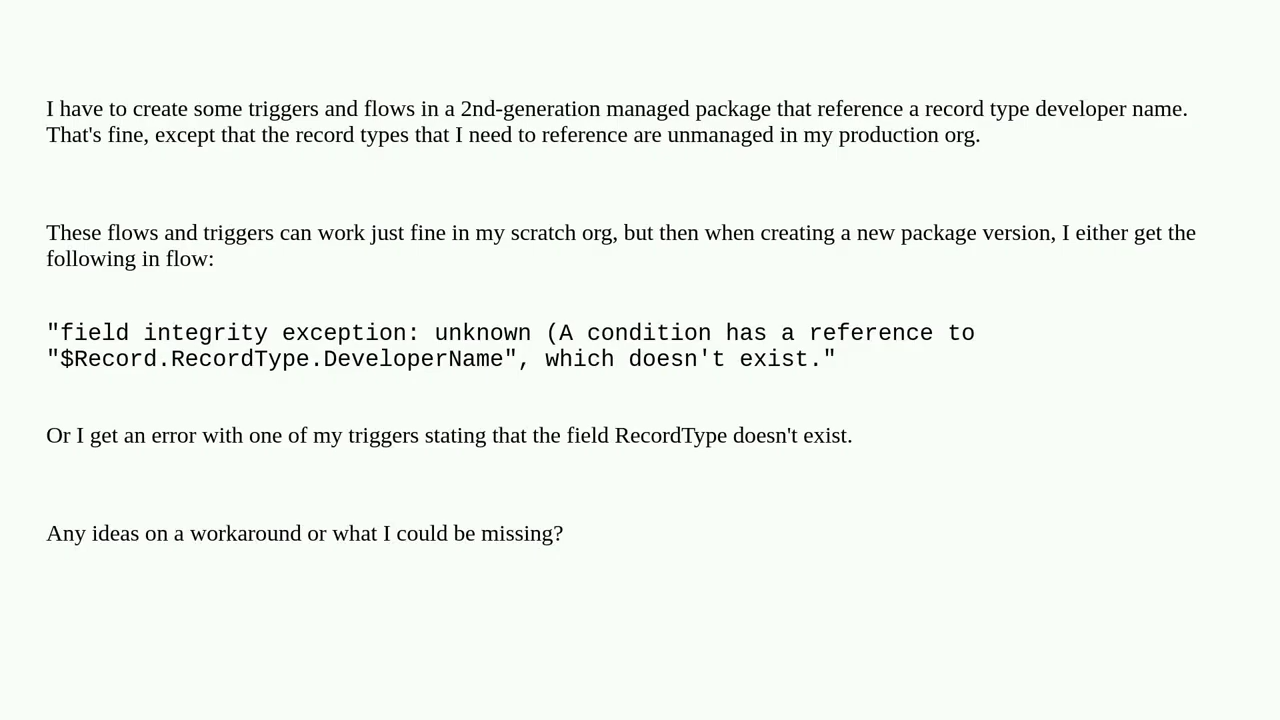 I have to create some triggers and flows in a 2nd-generation managed package that reference a record type developer name.
That's fine, except that the record types that I need to reference are unmanaged in my production org.
These flows and triggers can work just fine in my scratch org, but then when creating a new package version, I either get the
following in flow:
"field integrity exception: unknown (A condition has a reference to
"$Record.RecordType.DeveloperName", which doesn't exist."
Or I get an error with one of my triggers stating that the field RecordType doesn't exist.
Any ideas on a workaround or what I could be missing?